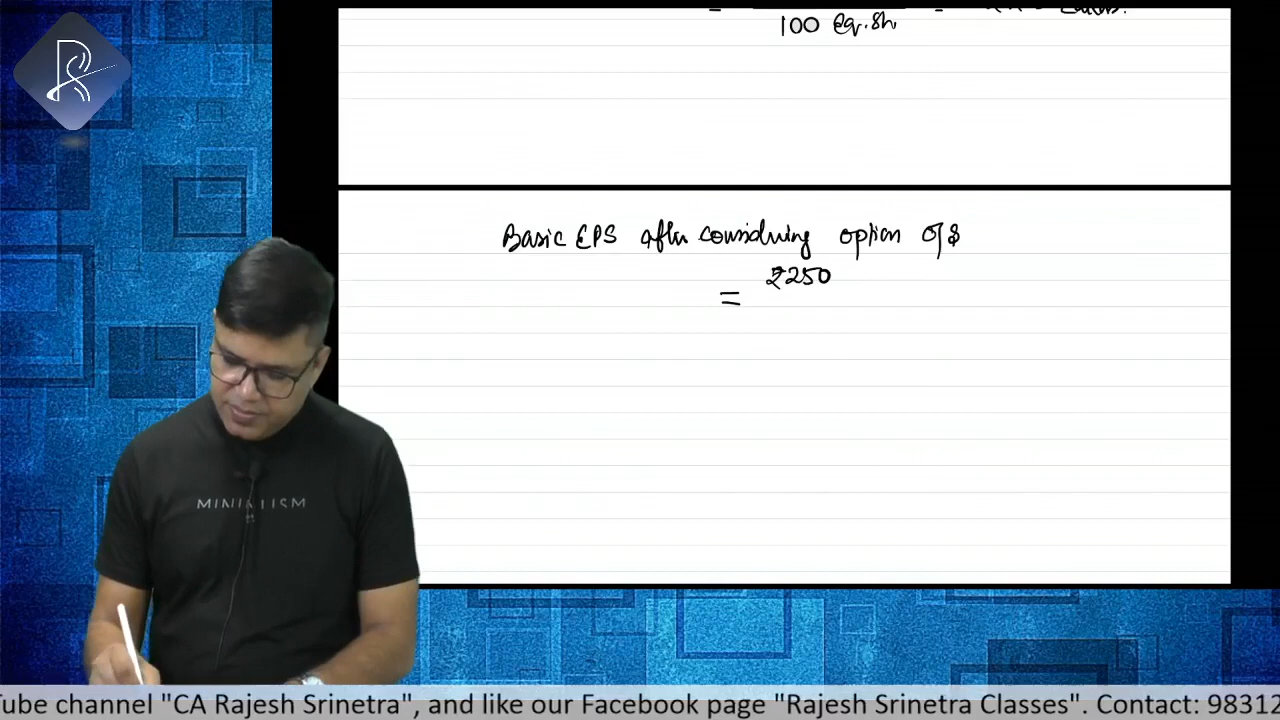 =
=
100 Eq.Sh.
Basic EPS after considering option o/s
₹250
=
MINIMALISM
Tube channel "CA Rajesh Srinetra", and like our Facebook page "Rajesh Srinetra Classes". Contact: 98312